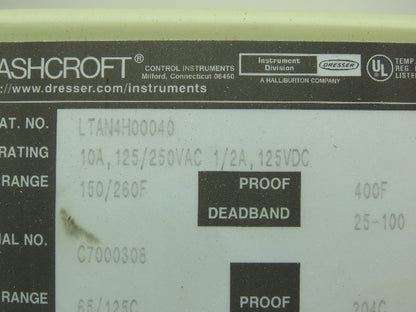 ASHCROFT® CONTROL INSTRUMENTS
Milford, Connecticut 06460
://www.dresser.com/instruments
Instrument Division DRESSER
A HALLIBURTON COMPANY
UL
TEMP.
LISTE
AT. NO. LTAN4H00040
RATING 10A, 125/250VAC 1/2A, 125VDC
RANGE 150/260F PROOF 400F
DEADBAND 25-100
IAL NO. C7000308
RANGE 65/125C PROOF 204C